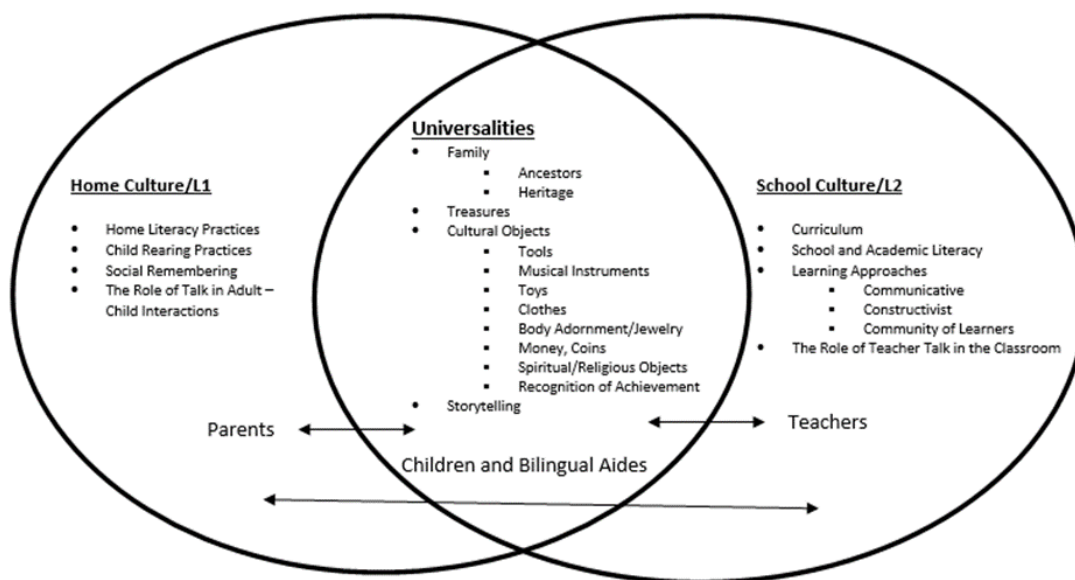 Home Culture/L1
Home Literacy Practices
Child Rearing Practices
Social Remembering
The Role of Talk in Adult –
Child Interactions
Universalities
Family
Ancestors
Heritage
Treasures
Cultural Objects
Tools
Musical Instruments
Toys
Clothes
Body Adornment/Jewelry
Money, Coins
Spiritual/Religious Objects
Recognition of Achievement
Storytelling
School Culture/L2
Curriculum
School and Academic Literacy
Learning Approaches
Communicative
Constructivist
Community of Learners
The Role of Teacher Talk in the Classroom
Parents
Teachers
Children and Bilingual Aides